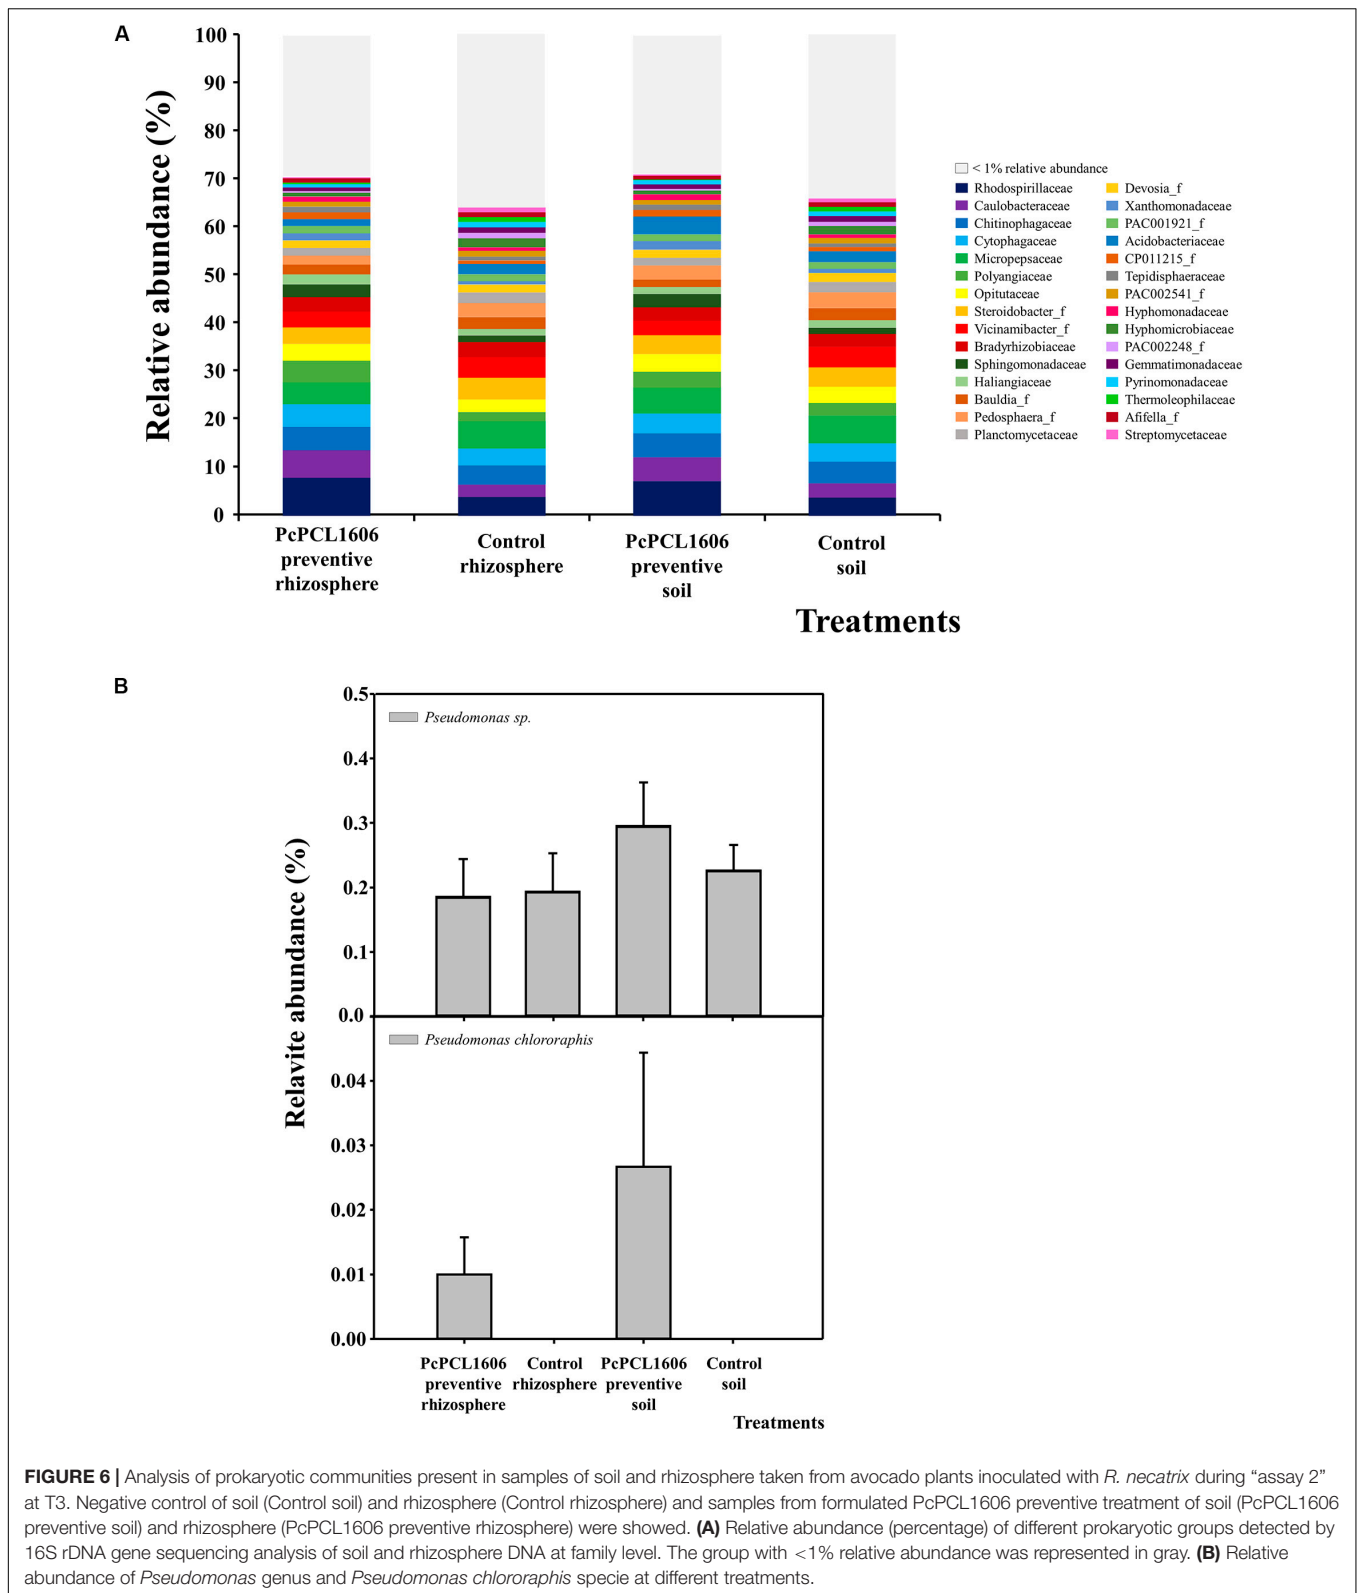 A
100
90
80
70
60
50
40
30
20
10
0
Relative abundance (%)
PcPCL1606
preventive
rhizosphere
Control
rhizosphere
PcPCL1606
preventive
soil
Control
soil
Treatments
< 1% relative abundance
Rhodospirillaceae
Caulobacteraceae
Chitinophagaceae
Cytophagaceae
Micropepsaceae
Polyangiaceae
Opitutaceae
Steroidobacter_f
Vicinamibacter_f
Bradyrhizobiaceae
Sphingomonadaceae
Haliangiaceae
Bauldia_f
Pedosphaera_f
Planctomycetaceae
Devosia_f
Xanthomonadaceae
PAC001921_f
Acidobacteriaceae
CP011215_f
Tepidisphaeraceae
PAC002541_f
Hyphomonadaceae
Hyphomicrobiaceae
PAC002248_f
Gemmatimonadaceae
Pyrinomonadaceae
Thermoleophilaceae
Afifella_f
Streptomycetaceae
B
0.5
0.4
0.3
0.2
0.1
0.0
Pseudomonas sp.
Relavite abundance (%)
Pseudomonas chlororaphis
0.04
0.03
0.02
0.01
0.00
PcPCL1606
preventive
rhizosphere
Control
rhizosphere
PcPCL1606
preventive
soil
Control
soil
Treatments
FIGURE 6 | Analysis of prokaryotic communities present in samples of soil and rhizosphere taken from avocado plants inoculated with R. necatrix during “assay 2”
at T3. Negative control of soil (Control soil) and rhizosphere (Control rhizosphere) and samples from formulated PcPCL1606 preventive treatment of soil (PcPCL1606
preventive soil) and rhizosphere (PcPCL1606 preventive rhizosphere) were showed. (A) Relative abundance (percentage) of different prokaryotic groups detected by
16S rDNA gene sequencing analysis of soil and rhizosphere DNA at family level. The group with <1% relative abundance was represented in gray. (B) Relative
abundance of Pseudomonas genus and Pseudomonas chlororaphis specie at different treatments.